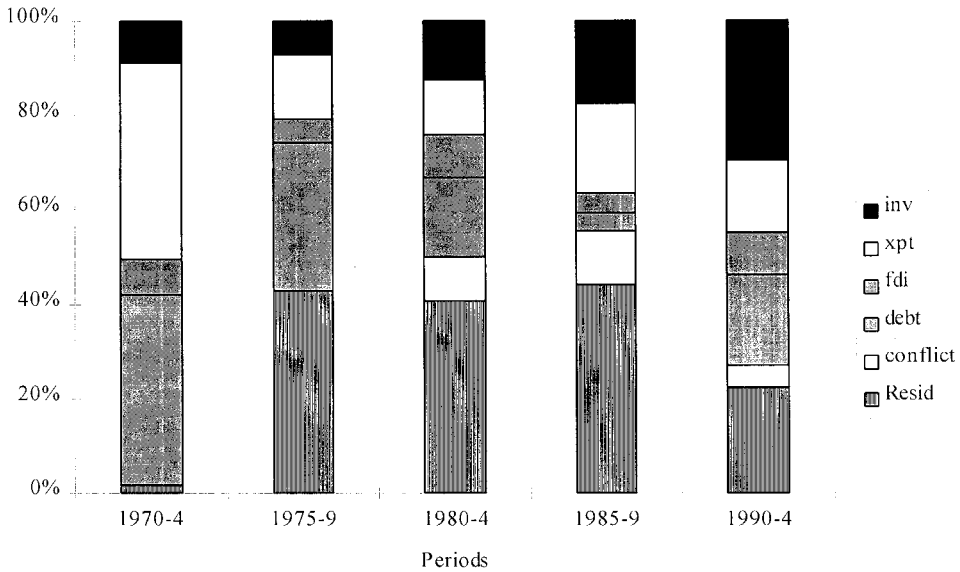 100%
80%
60%
40%
20%
0%
1970-4 1975-9 1980-4 1985-9 1990-4
Periods
inv
xpt
fdi
debt
conflict
Resid